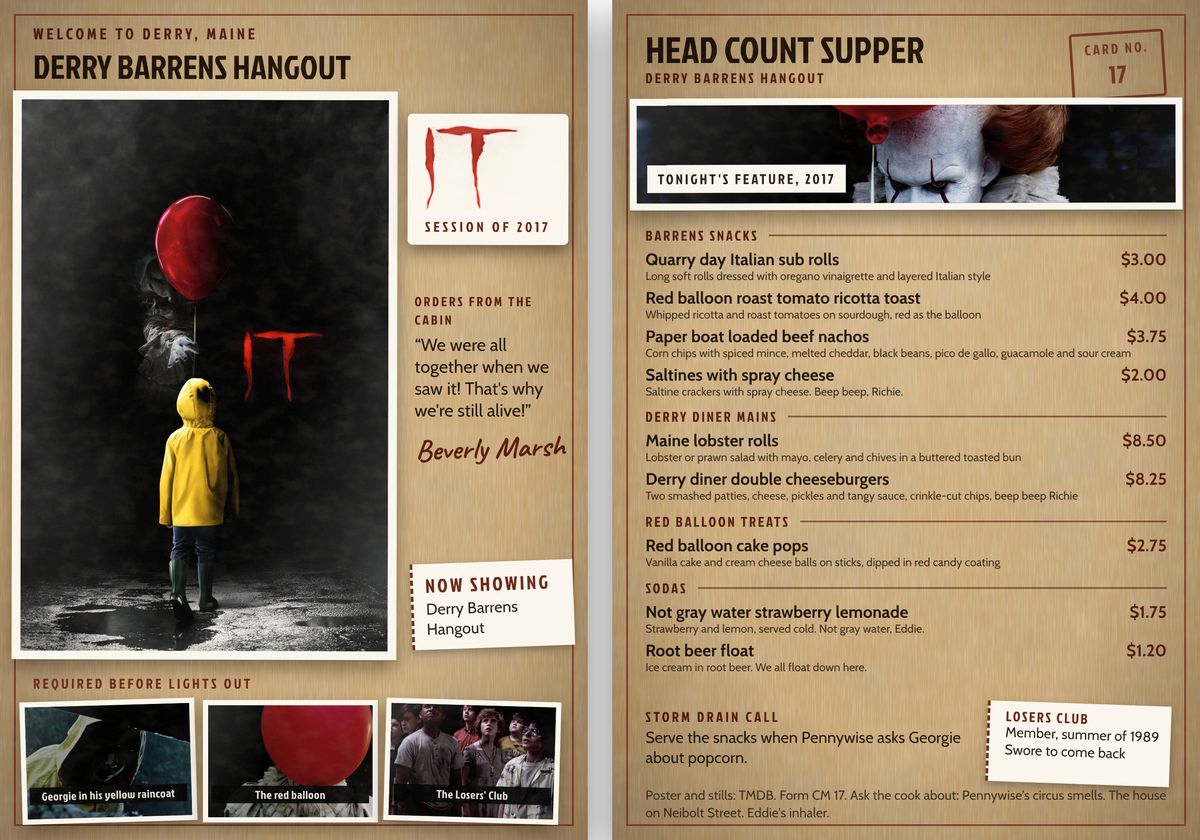 WELCOME TO DERRY, MAINE
DERRY BARRENS HANGOUT
IT
IT
SESSION OF 2017
ORDERS FROM THE
CABIN
“We were all
together when we
saw it! That's why
we're still alive!”
Beverly Marsh
NOW SHOWING
Derry Barrens
Hangout
REQUIRED BEFORE LIGHTS OUT
Georgie in his yellow raincoat
The red balloon
The Losers' Club
HEAD COUNT SUPPER
DERRY BARRENS HANGOUT
CARD NO.
17
TONIGHT'S FEATURE, 2017
BARRENS SNACKS
Quarry day Italian sub rolls $3.00
Long soft rolls dressed with oregano vinaigrette and layered Italian style
Red balloon roast tomato ricotta toast $4.00
Whipped ricotta and roast tomatoes on sourdough, red as the balloon
Paper boat loaded beef nachos $3.75
Corn chips with spiced mince, melted cheddar, black beans, pico de gallo, guacamole and sour cream
Saltines with spray cheese $2.00
Saltine crackers with spray cheese. Beep beep, Richie.
DERRY DINER MAINS
Maine lobster rolls $8.50
Lobster or prawn salad with mayo, celery and chives in a buttered toasted bun
Derry diner double cheeseburgers $8.25
Two smashed patties, cheese, pickles and tangy sauce, crinkle-cut chips, beep beep Richie
RED BALLOON TREATS
Red balloon cake pops $2.75
Vanilla cake and cream cheese balls on sticks, dipped in red candy coating
SODAS
Not gray water strawberry lemonade $1.75
Strawberry and lemon, served cold. Not gray water, Eddie.
Root beer float $1.20
Ice cream in root beer. We all float down here.
STORM DRAIN CALL
Serve the snacks when Pennywise asks Georgie
about popcorn.
LOSERS CLUB
Member, summer of 1989
Swore to come back
Poster and stills: TMDB. Form CM 17. Ask the cook about: Pennywise's circus smells. The house
on Neibolt Street. Eddie's inhaler.